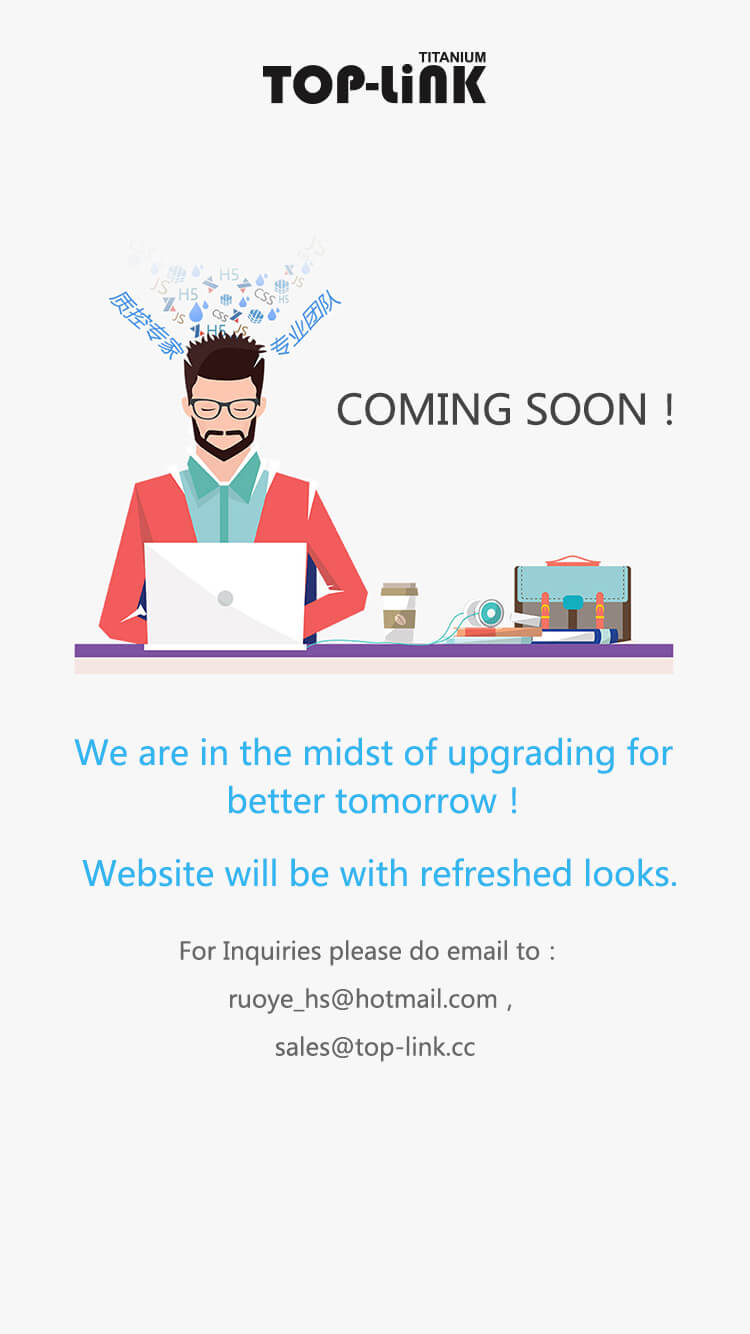 TITANIUM
TOP-LiNK
JS
H5
JS
JS
H5
CSS
H5
JS
CSS
H5
JS
质控专家
专业团队
COMING SOON！
We are in the midst of upgrading for
better tomorrow！
Website will be with refreshed looks.
For Inquiries please do email to：
ruoye_hs@hotmail.com，
sales@top-link.cc